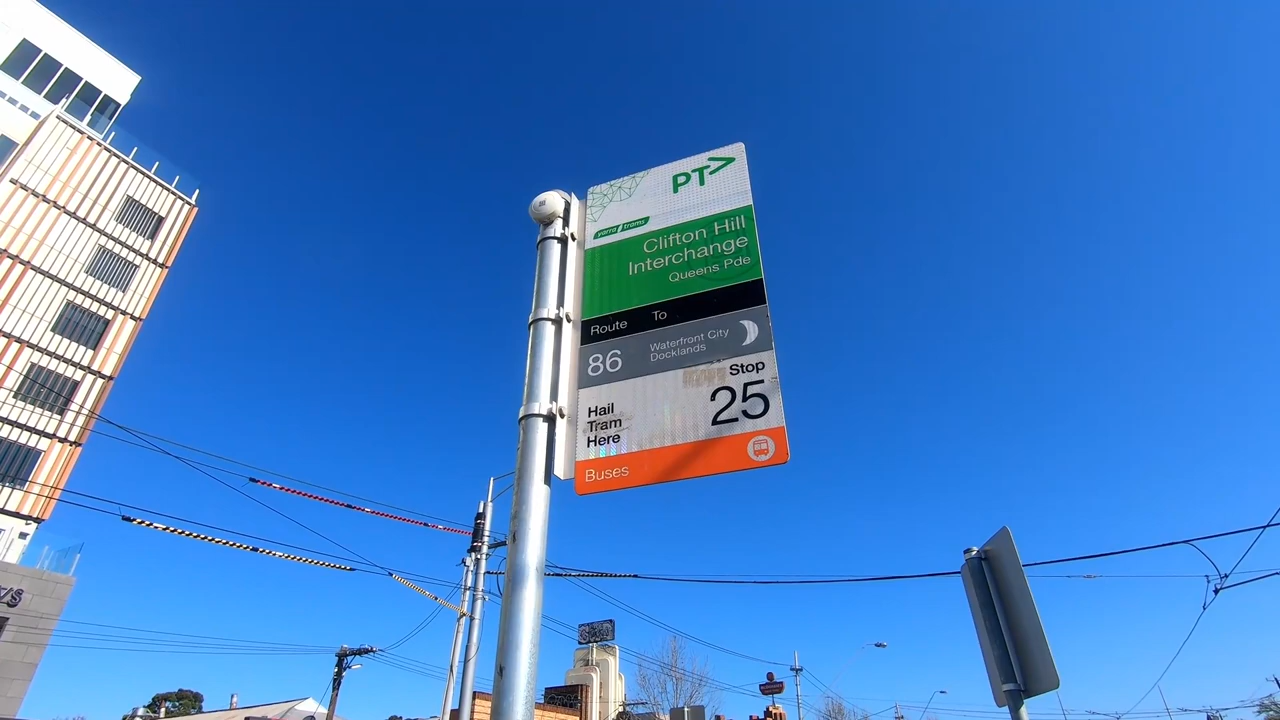 PT>
yarra trams
Clifton Hill
Interchange
Queens Pde
Route To
86 Waterfront City
Docklands
Stop
25
Hail
Tram
Here
Buses